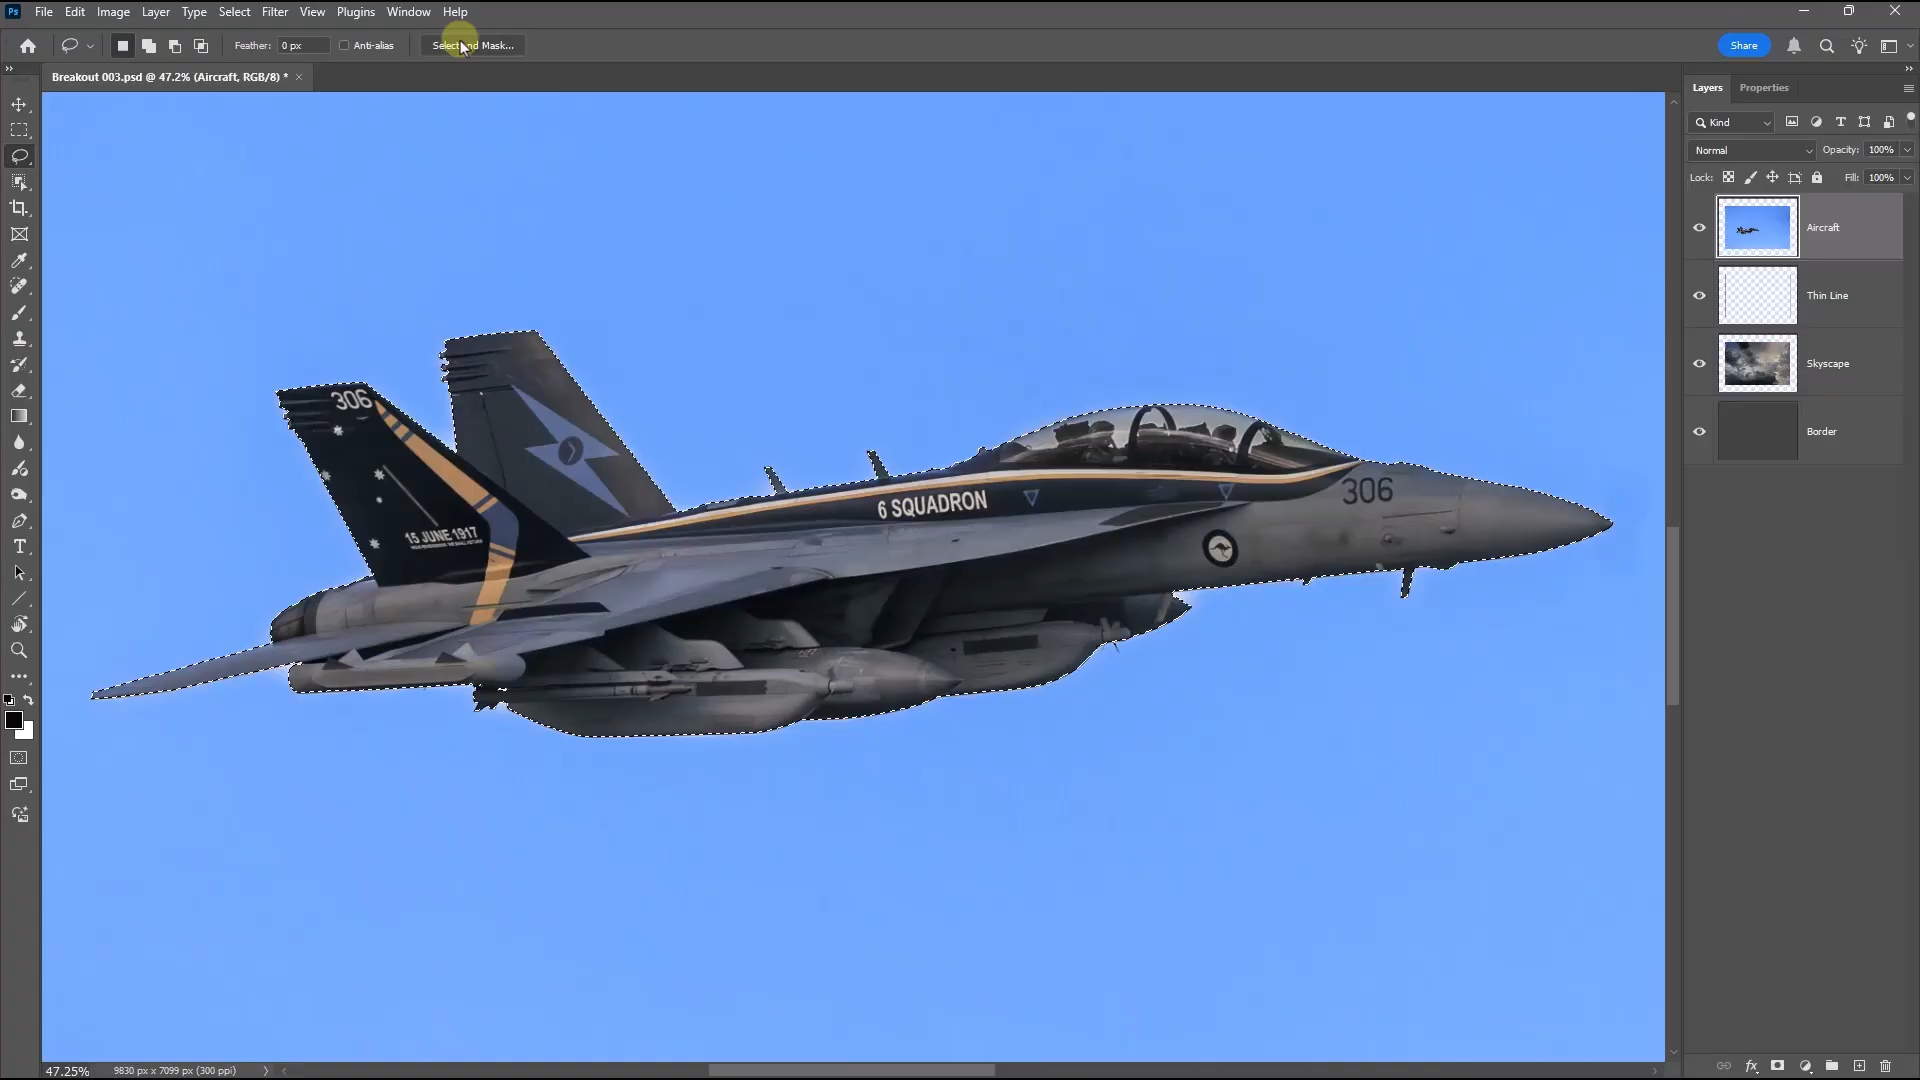 Ps File Edit Image Layer Type Select Filter View Plugins Window Help
Feather: 0 px Anti-alias Select and Mask... Share
Breakout 003.psd @ 47.2% (Aircraft, RGB/8) * ×
Layers Properties
Kind
Normal Opacity: 100%
Lock: Fill: 100%
Aircraft
Thin Line
Skyscape
Border
306
6 SQUADRON
306
15 JUNE 1917
47.25% 9830 px x 7099 px (300 ppi)